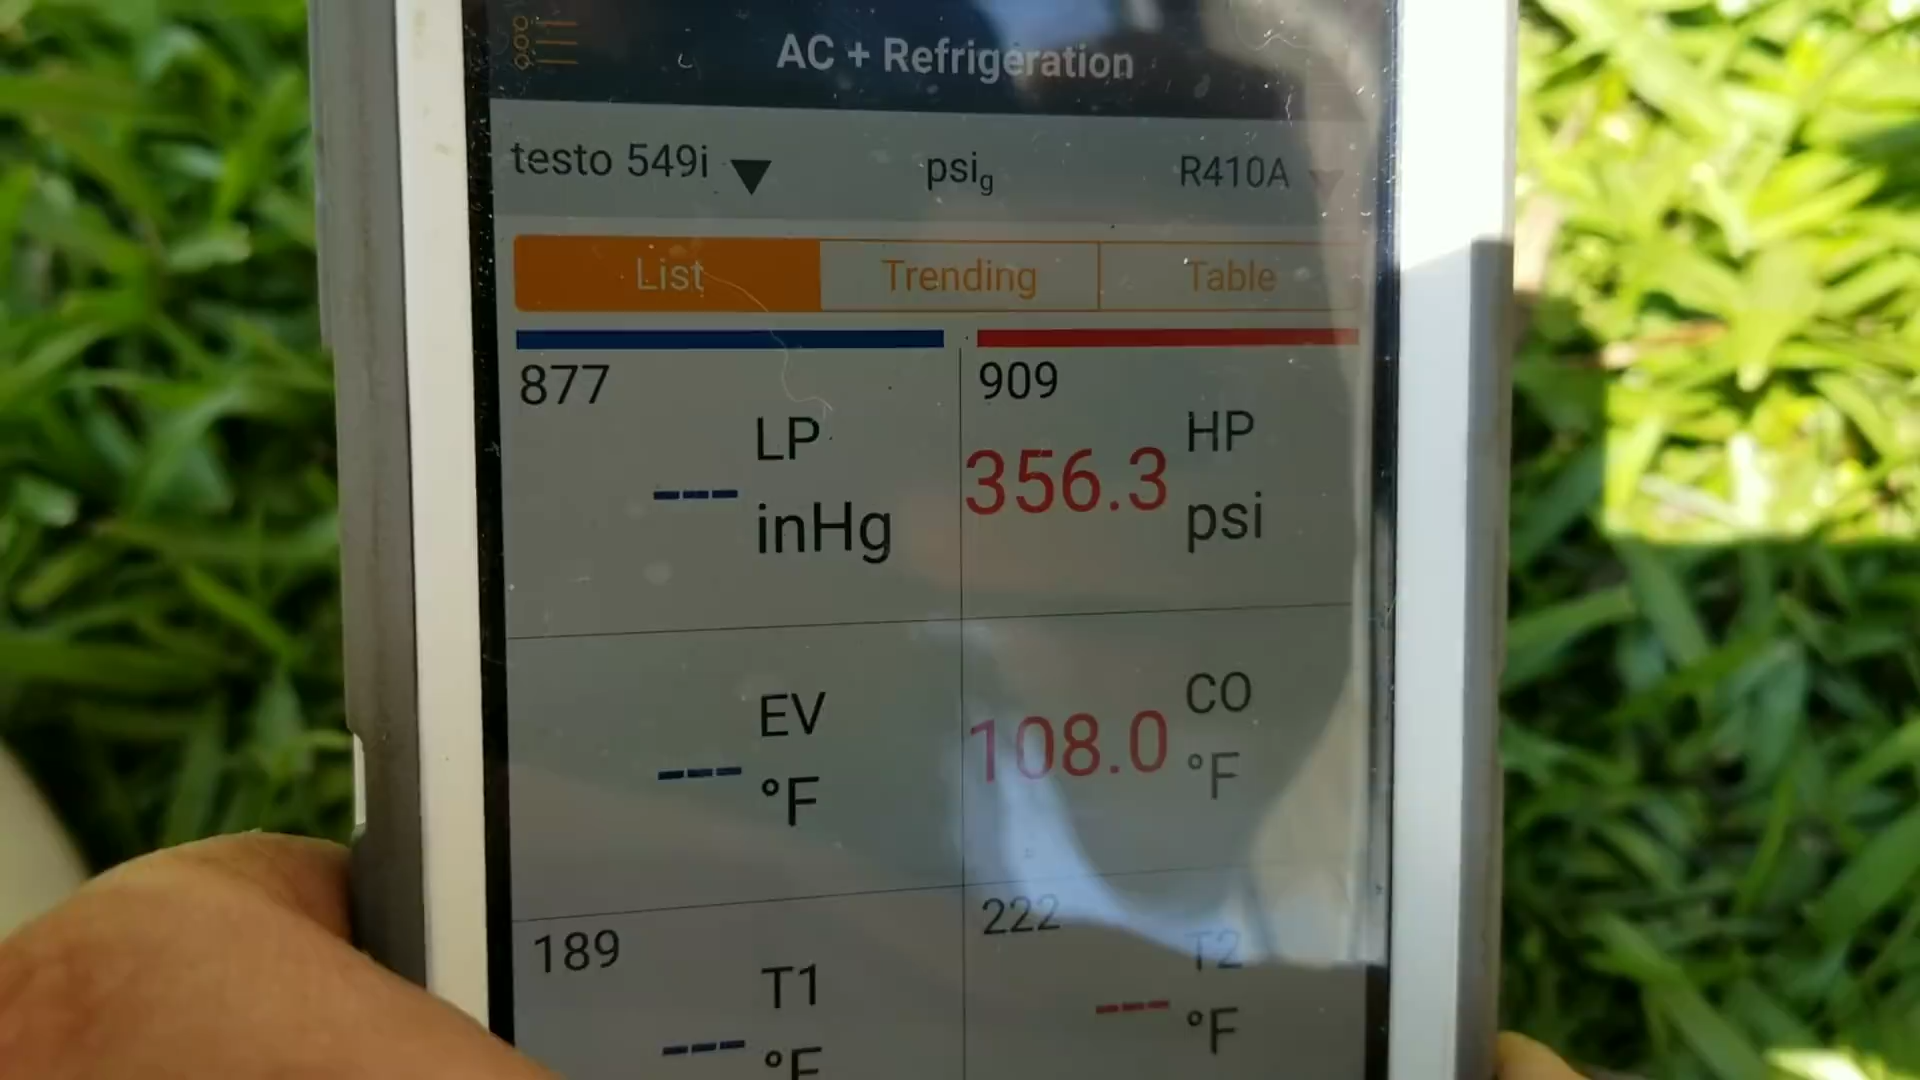 AC + Refrigeration
testo 549i
psig
R410A
List
Trending
Table
877
LP
---
inHg
909
HP
356.3
psi
EV
---
°F
CO
108.0
°F
189
T1
---
°F
222
T2
---
°F